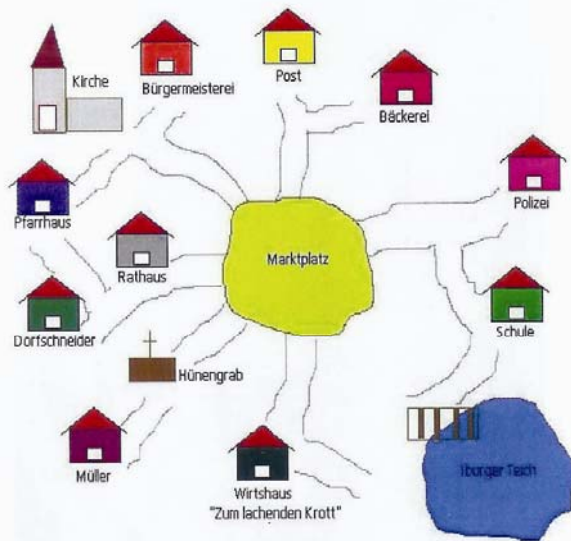 Kirche
Bürgermeisterei
Post
Bäckerei
Pfarrhaus
Polizei
Rathaus
Marktplatz
Dorfschneider
Schule
Hünengrab
Müller
Wirtshaus
"Zum lachenden Krott"
Iburger Teich